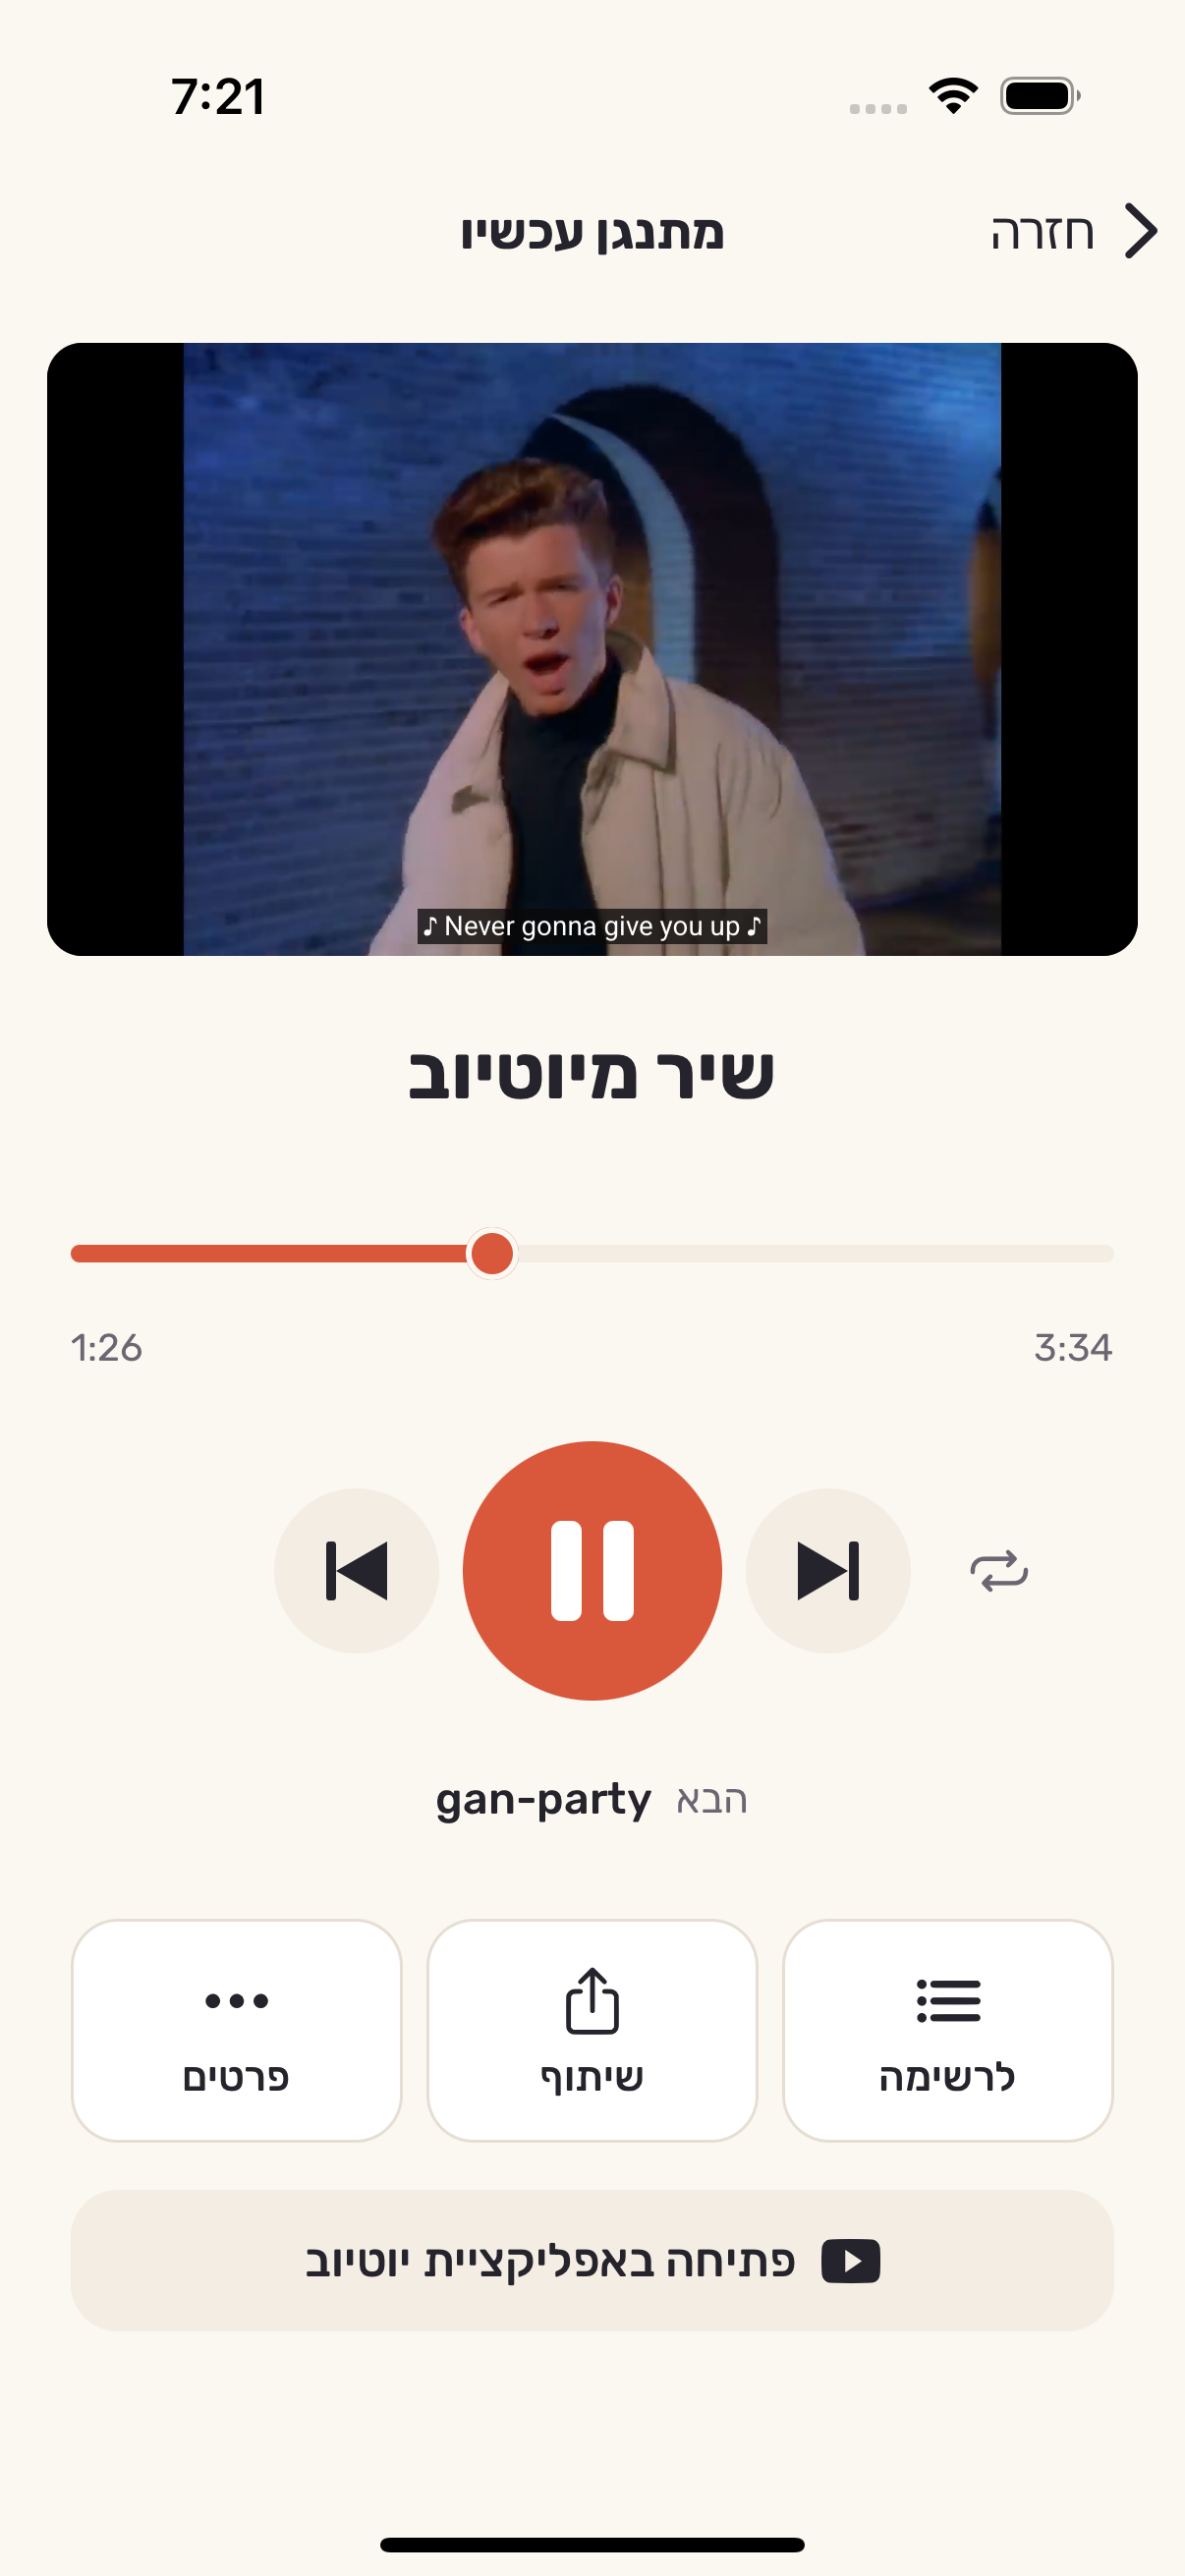 7:21
חזרה
מתנגן עכשיו
♪ Never gonna give you up ♪
שיר מיוטיוב
1:26
3:34
הבא gan-party
לרשימה
שיתוף
פרטים
פתיחה באפליקציית יוטיוב